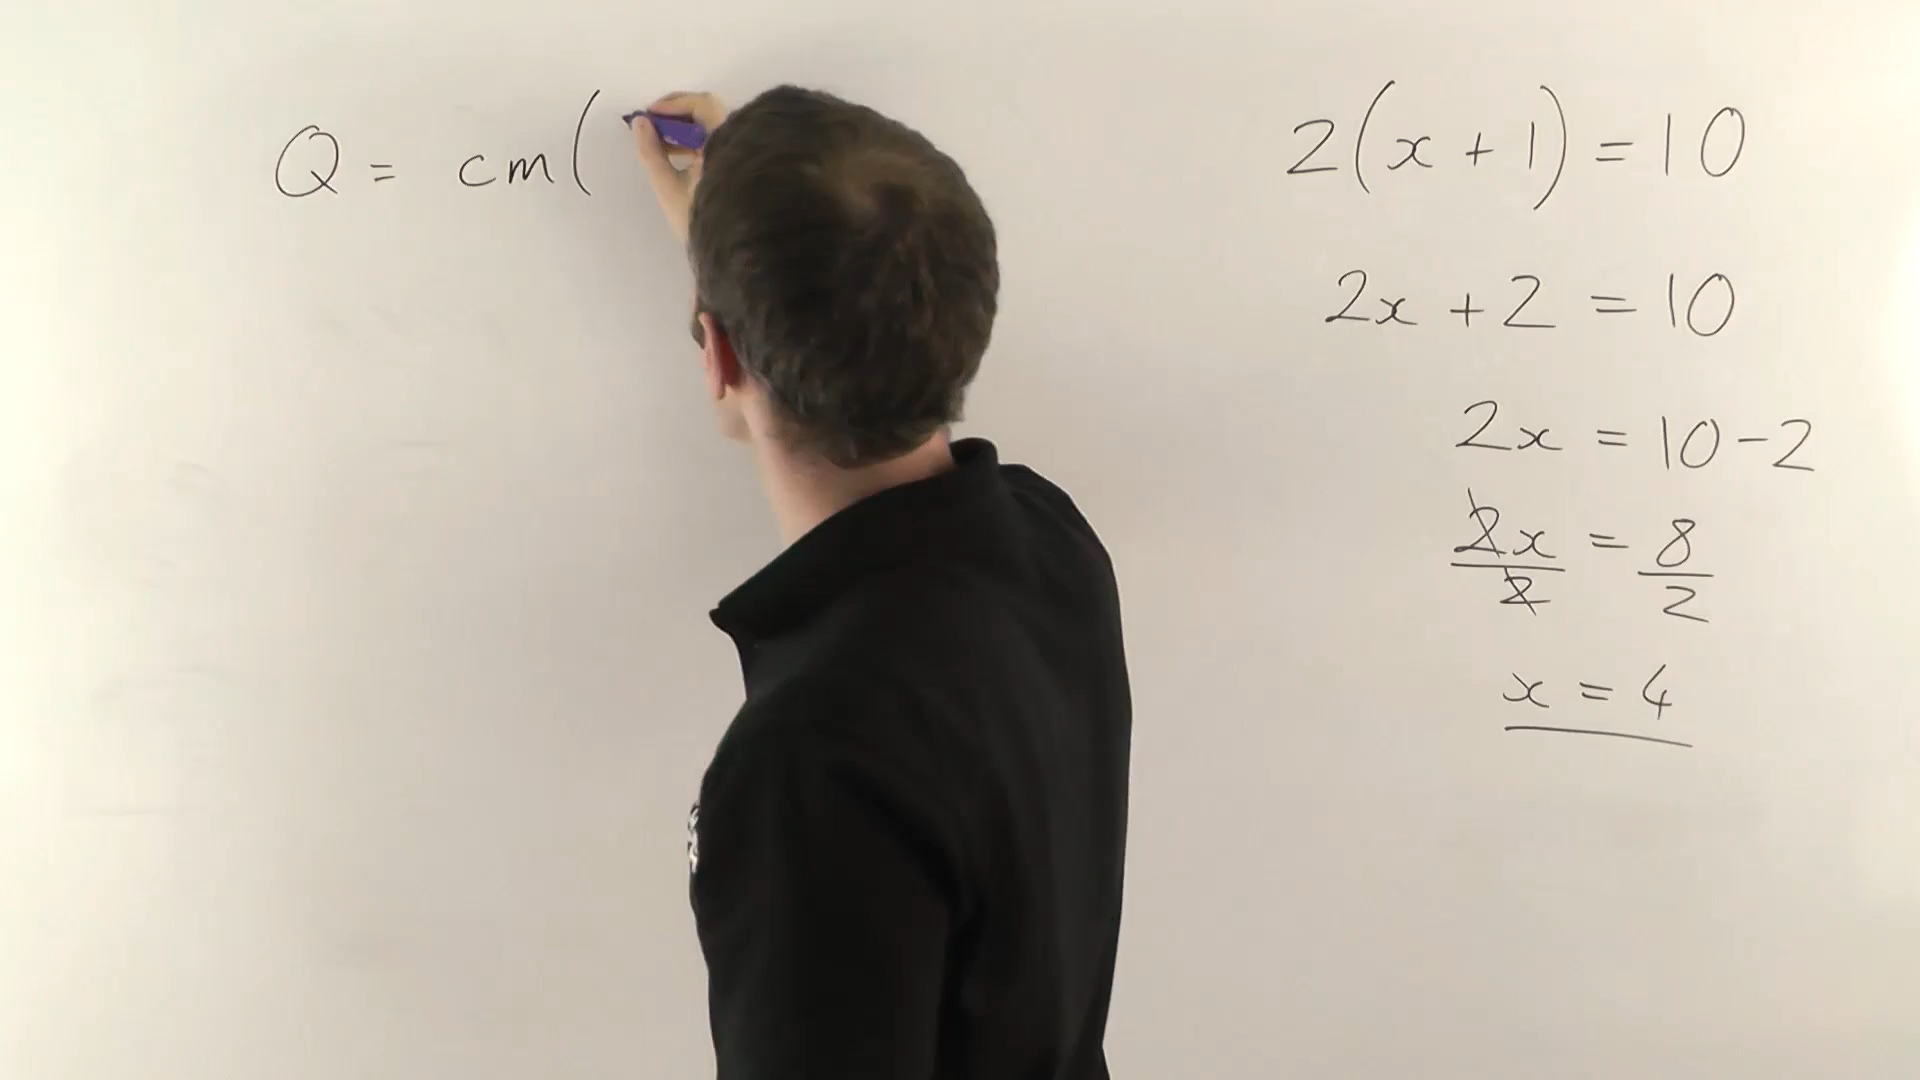 Q = cm(
2(x + 1) = 10
2x + 2 = 10
2x = 10 - 2
2x/2 = 8/2
x = 4